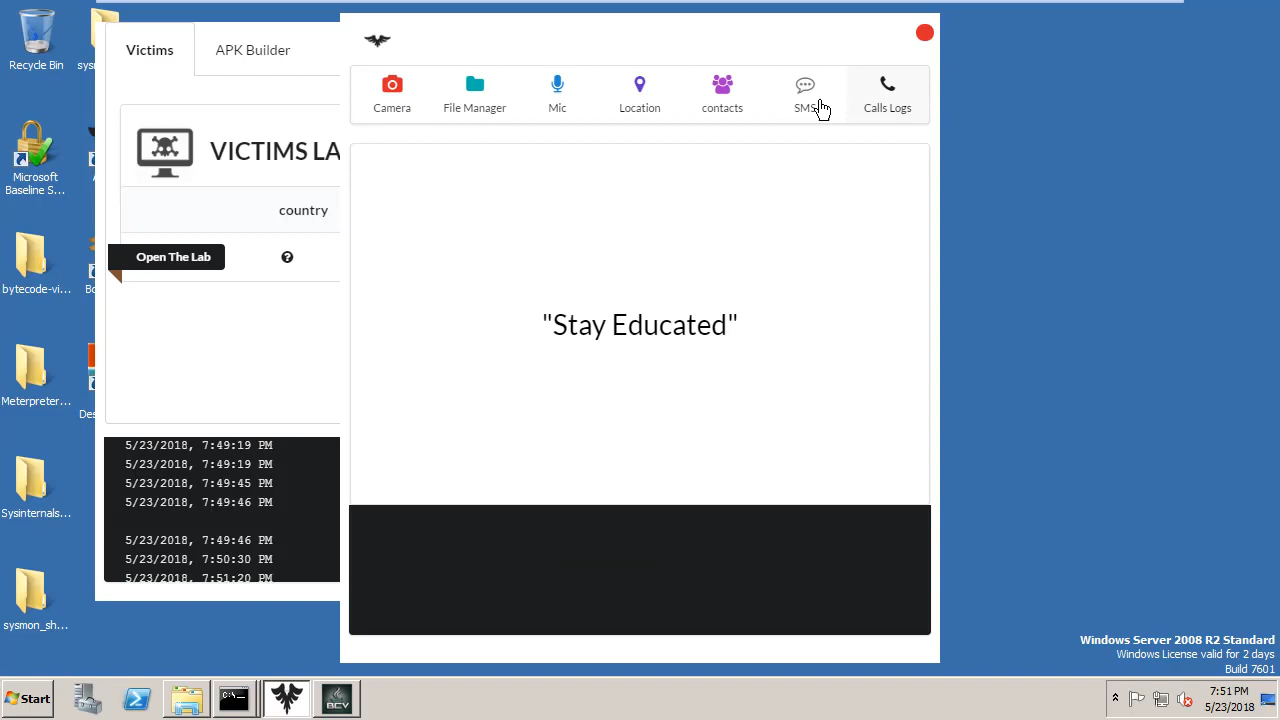 Recycle Bin
sysm
Microsoft
Baseline S...
bytecode-vi...
Bo
Meterpreter...
Des
Sysinternals...
sysmon_sh...
Victims
APK Builder
VICTIMS LA
country
Open The Lab
5/23/2018, 7:49:19 PM
5/23/2018, 7:49:19 PM
5/23/2018, 7:49:45 PM
5/23/2018, 7:49:46 PM
5/23/2018, 7:49:46 PM
5/23/2018, 7:50:30 PM
5/23/2018, 7:51:20 PM
Camera
File Manager
Mic
Location
contacts
SMS
Calls Logs
"Stay Educated"
Windows Server 2008 R2 Standard
Windows License valid for 2 days
Build 7601
Start
BCV
7:51 PM
5/23/2018